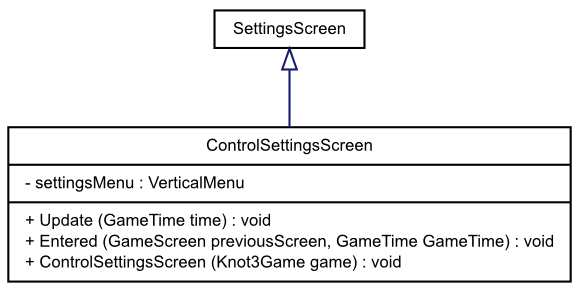 SettingsScreen
ControlSettingsScreen
- settingsMenu : VerticalMenu
+ Update (GameTime time) : void
+ Entered (GameScreen previousScreen, GameTime GameTime) : void
+ ControlSettingsScreen (Knot3Game game) : void